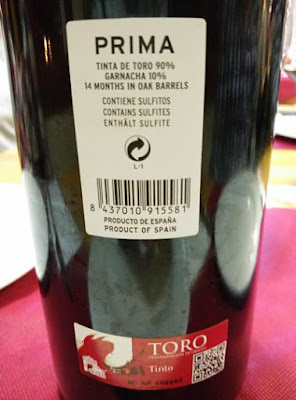 PRIMA
TINTA DE TORO 90%
GARNACHA 10%
14 MONTHS IN OAK BARRELS
CONTIENE SULFITOS
CONTAINS SULFITES
ENTHÄLT SULFITE
L-1
8 437010 915581
PRODUCTO DE ESPAÑA
PRODUCT OF SPAIN
TORO
Tinto